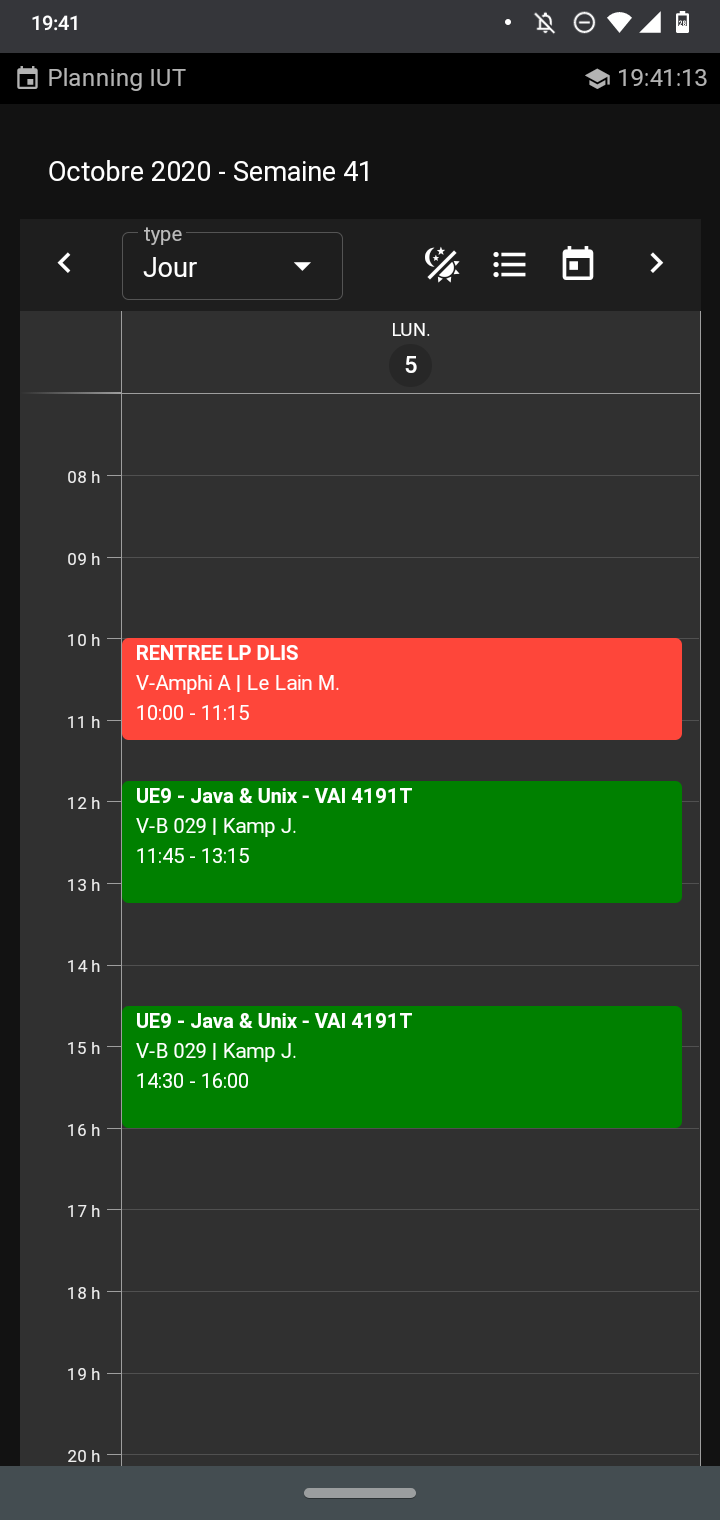 19:41
Planning IUT 19:41:13
Octobre 2020 - Semaine 41
type
Jour
LUN.
5
08 h
09 h
10 h
RENTREE LP DLIS
V-Amphi A | Le Lain M.
10:00 - 11:15
11 h
UE9 - Java & Unix - VAI 4191T
12 h
V-B 029 | Kamp J.
11:45 - 13:15
13 h
14 h
UE9 - Java & Unix - VAI 4191T
15 h
V-B 029 | Kamp J.
14:30 - 16:00
16 h
17 h
18 h
19 h
20 h